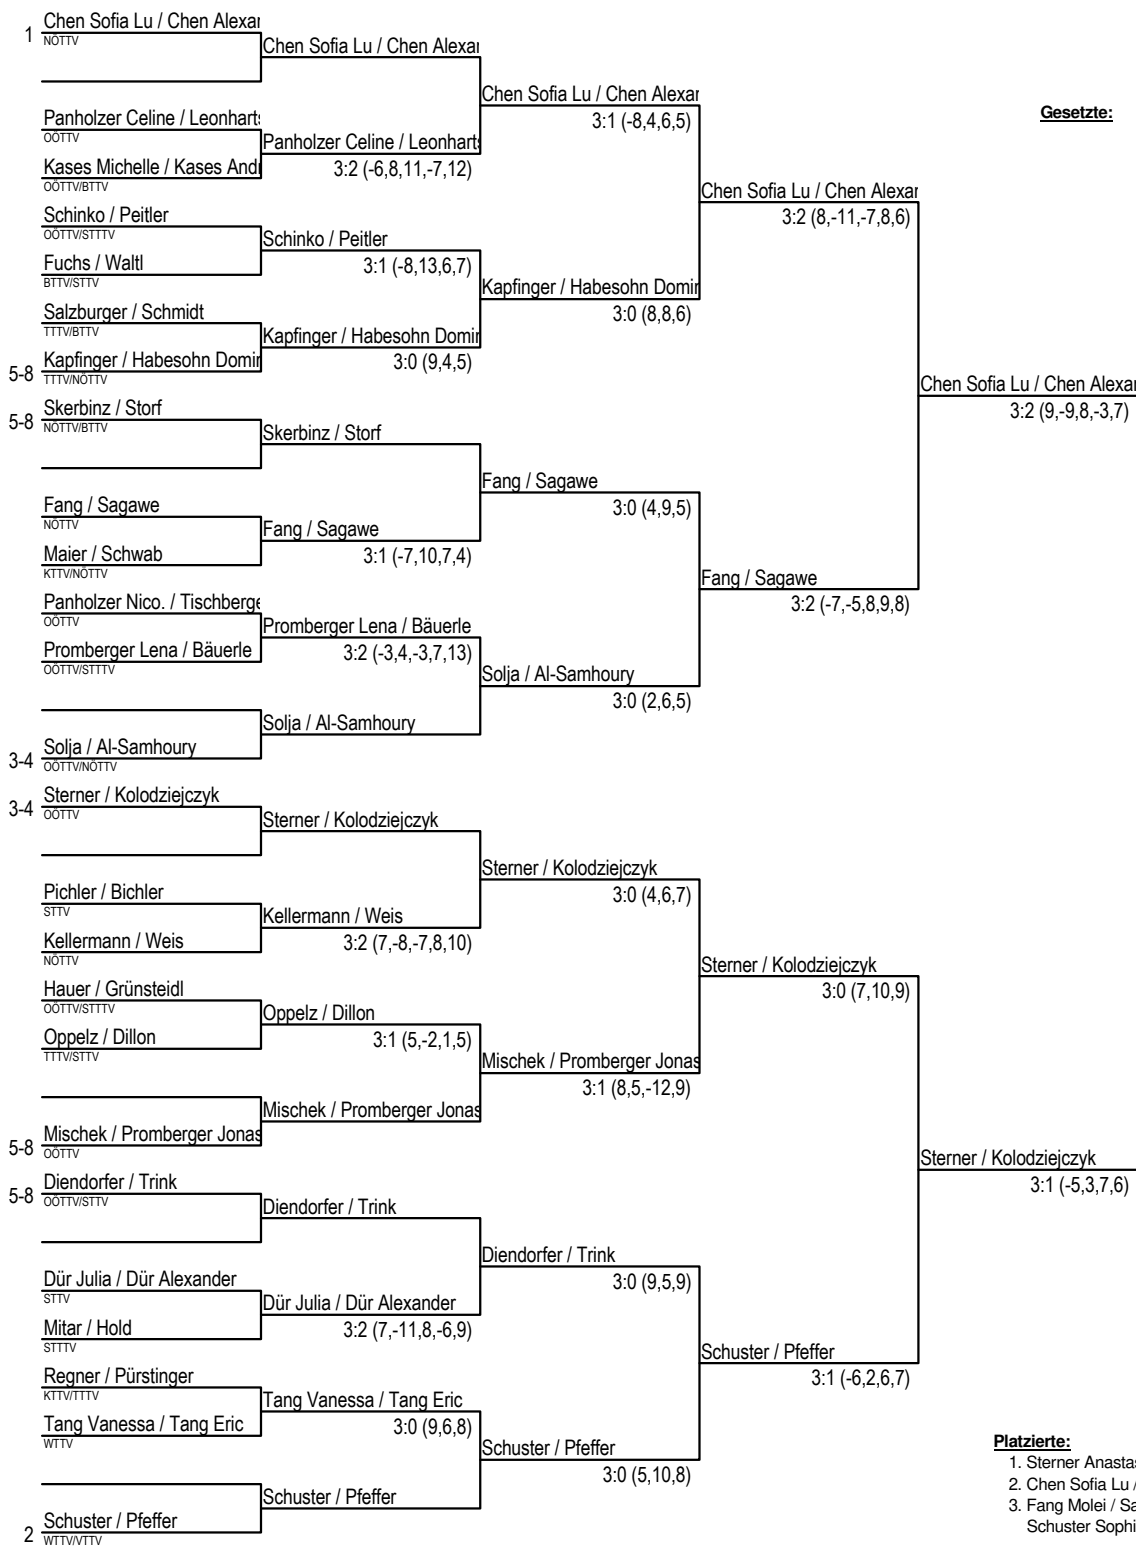 Chen Sofia Lu / Chen Alexar
1
NÖTTV
Panholzer Celine / Leonharts
OÖTTV
Kases Michelle / Kases Andr
OÖTTV/BTTV
Schinko / Peitler
OÖTTV/STTTV
Fuchs / Waltl
BTTV/STTV
Salzburger / Schmidt
TTTV/BTTV
Kapfinger / Habesohn Domin
5-8
TTTV/NÖTTV
Skerbinz / Storf
5-8
NÖTTV/BTTV
Fang / Sagawe
NÖTTV
Maier / Schwab
KTTV/NÖTTV
Panholzer Nico. / Tischberge
OÖTTV
Promberger Lena / Bäuerle
OÖTTV/STTTV
Solja / Al-Samhoury
3-4
OÖTTV/NÖTTV
Sterner / Kolodziejczyk
3-4
OÖTTV
Pichler / Bichler
STTV
Kellermann / Weis
NÖTTV
Hauer / Grünsteidl
OÖTTV/STTTV
Oppelz / Dillon
TTTV/STTV
Mischek / Promberger Jonas
5-8
OÖTTV
Diendorfer / Trink
5-8
OÖTTV/STTV
Dür Julia / Dür Alexander
STTV
Mitar / Hold
STTTV
Regner / Pürstinger
KTTV/TTTV
Tang Vanessa / Tang Eric
WTTV
Schuster / Pfeffer
2
WTTV/VTTV
Chen Sofia Lu / Chen Alexar
Panholzer Celine / Leonharts
3:2 (-6,8,11,-7,12)
Schinko / Peitler
3:1 (-8,13,6,7)
Kapfinger / Habesohn Domin
3:0 (9,4,5)
Skerbinz / Storf
Fang / Sagawe
3:1 (-7,10,7,4)
Promberger Lena / Bäuerle
3:2 (-3,4,-3,7,13)
Solja / Al-Samhoury
Sterner / Kolodziejczyk
Kellermann / Weis
3:2 (7,-8,-7,8,10)
Oppelz / Dillon
3:1 (5,-2,1,5)
Mischek / Promberger Jonas
Diendorfer / Trink
Dür Julia / Dür Alexander
3:2 (7,-11,8,-6,9)
Tang Vanessa / Tang Eric
3:0 (9,6,8)
Schuster / Pfeffer
Chen Sofia Lu / Chen Alexar
3:1 (-8,4,6,5)
Kapfinger / Habesohn Domin
3:0 (8,8,6)
Fang / Sagawe
3:0 (4,9,5)
Solja / Al-Samhoury
3:0 (2,6,5)
Sterner / Kolodziejczyk
3:0 (4,6,7)
Mischek / Promberger Jonas
3:1 (8,5,-12,9)
Diendorfer / Trink
3:0 (9,5,9)
Schuster / Pfeffer
3:0 (5,10,8)
Chen Sofia Lu / Chen Alexar
3:2 (8,-11,-7,8,6)
Fang / Sagawe
3:2 (-7,-5,8,9,8)
Sterner / Kolodziejczyk
3:0 (7,10,9)
Schuster / Pfeffer
3:1 (-6,2,6,7)
Chen Sofia Lu / Chen Alexar
3:2 (9,-9,8,-3,7)
Sterner / Kolodziejczyk
3:1 (-5,3,7,6)
Gesetzte:
Platzierte:
1. Sterner Anastas
2. Chen Sofia Lu /
3. Fang Molei / Sa
Schuster Sophi